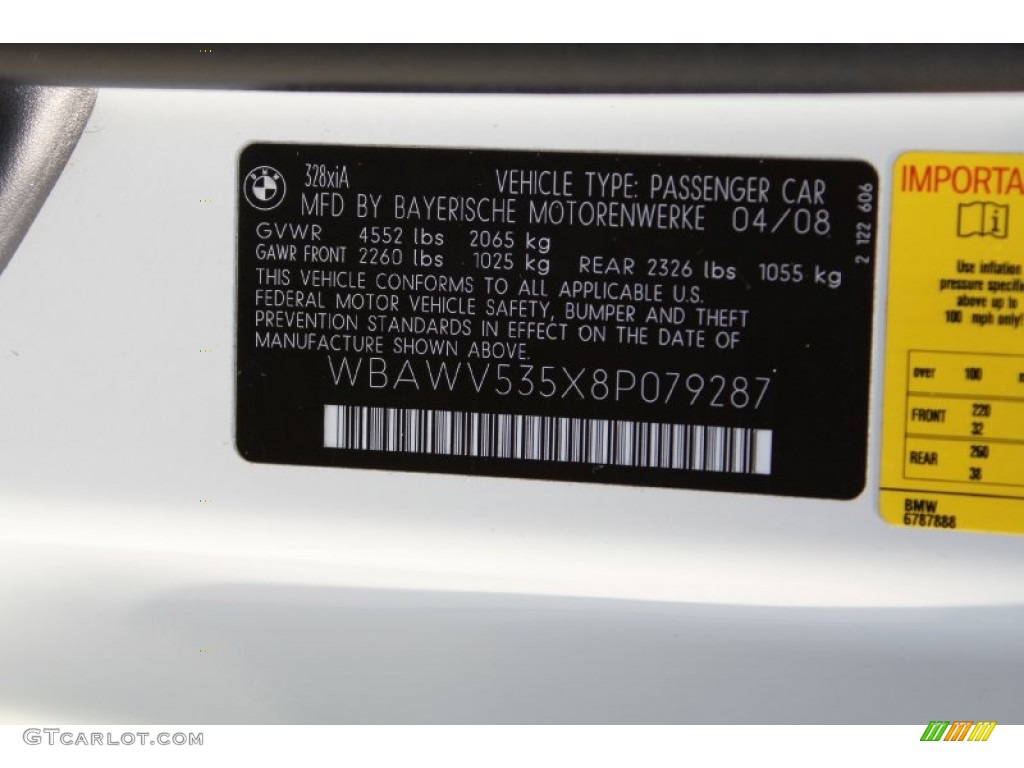 328xiA
VEHICLE TYPE: PASSENGER CAR
MFD BY BAYERISCHE MOTORENWERKE 04/08
GVWR 4552 lbs 2065 kg
GAWR FRONT 2260 lbs 1025 kg REAR 2326 lbs 1055 kg
THIS VEHICLE CONFORMS TO ALL APPLICABLE U.S.
FEDERAL MOTOR VEHICLE SAFETY, BUMPER AND THEFT
PREVENTION STANDARDS IN EFFECT ON THE DATE OF
MANUFACTURE SHOWN ABOVE.
WBAWV535X8P079287
2 122 606
BMW
IMPORTA
Use inflation
pressure specifi
above up to
100 mph only!
over 100 m
FRONT 220
32
REAR 260
38
BMW
6787888
GTCARLOT.COM